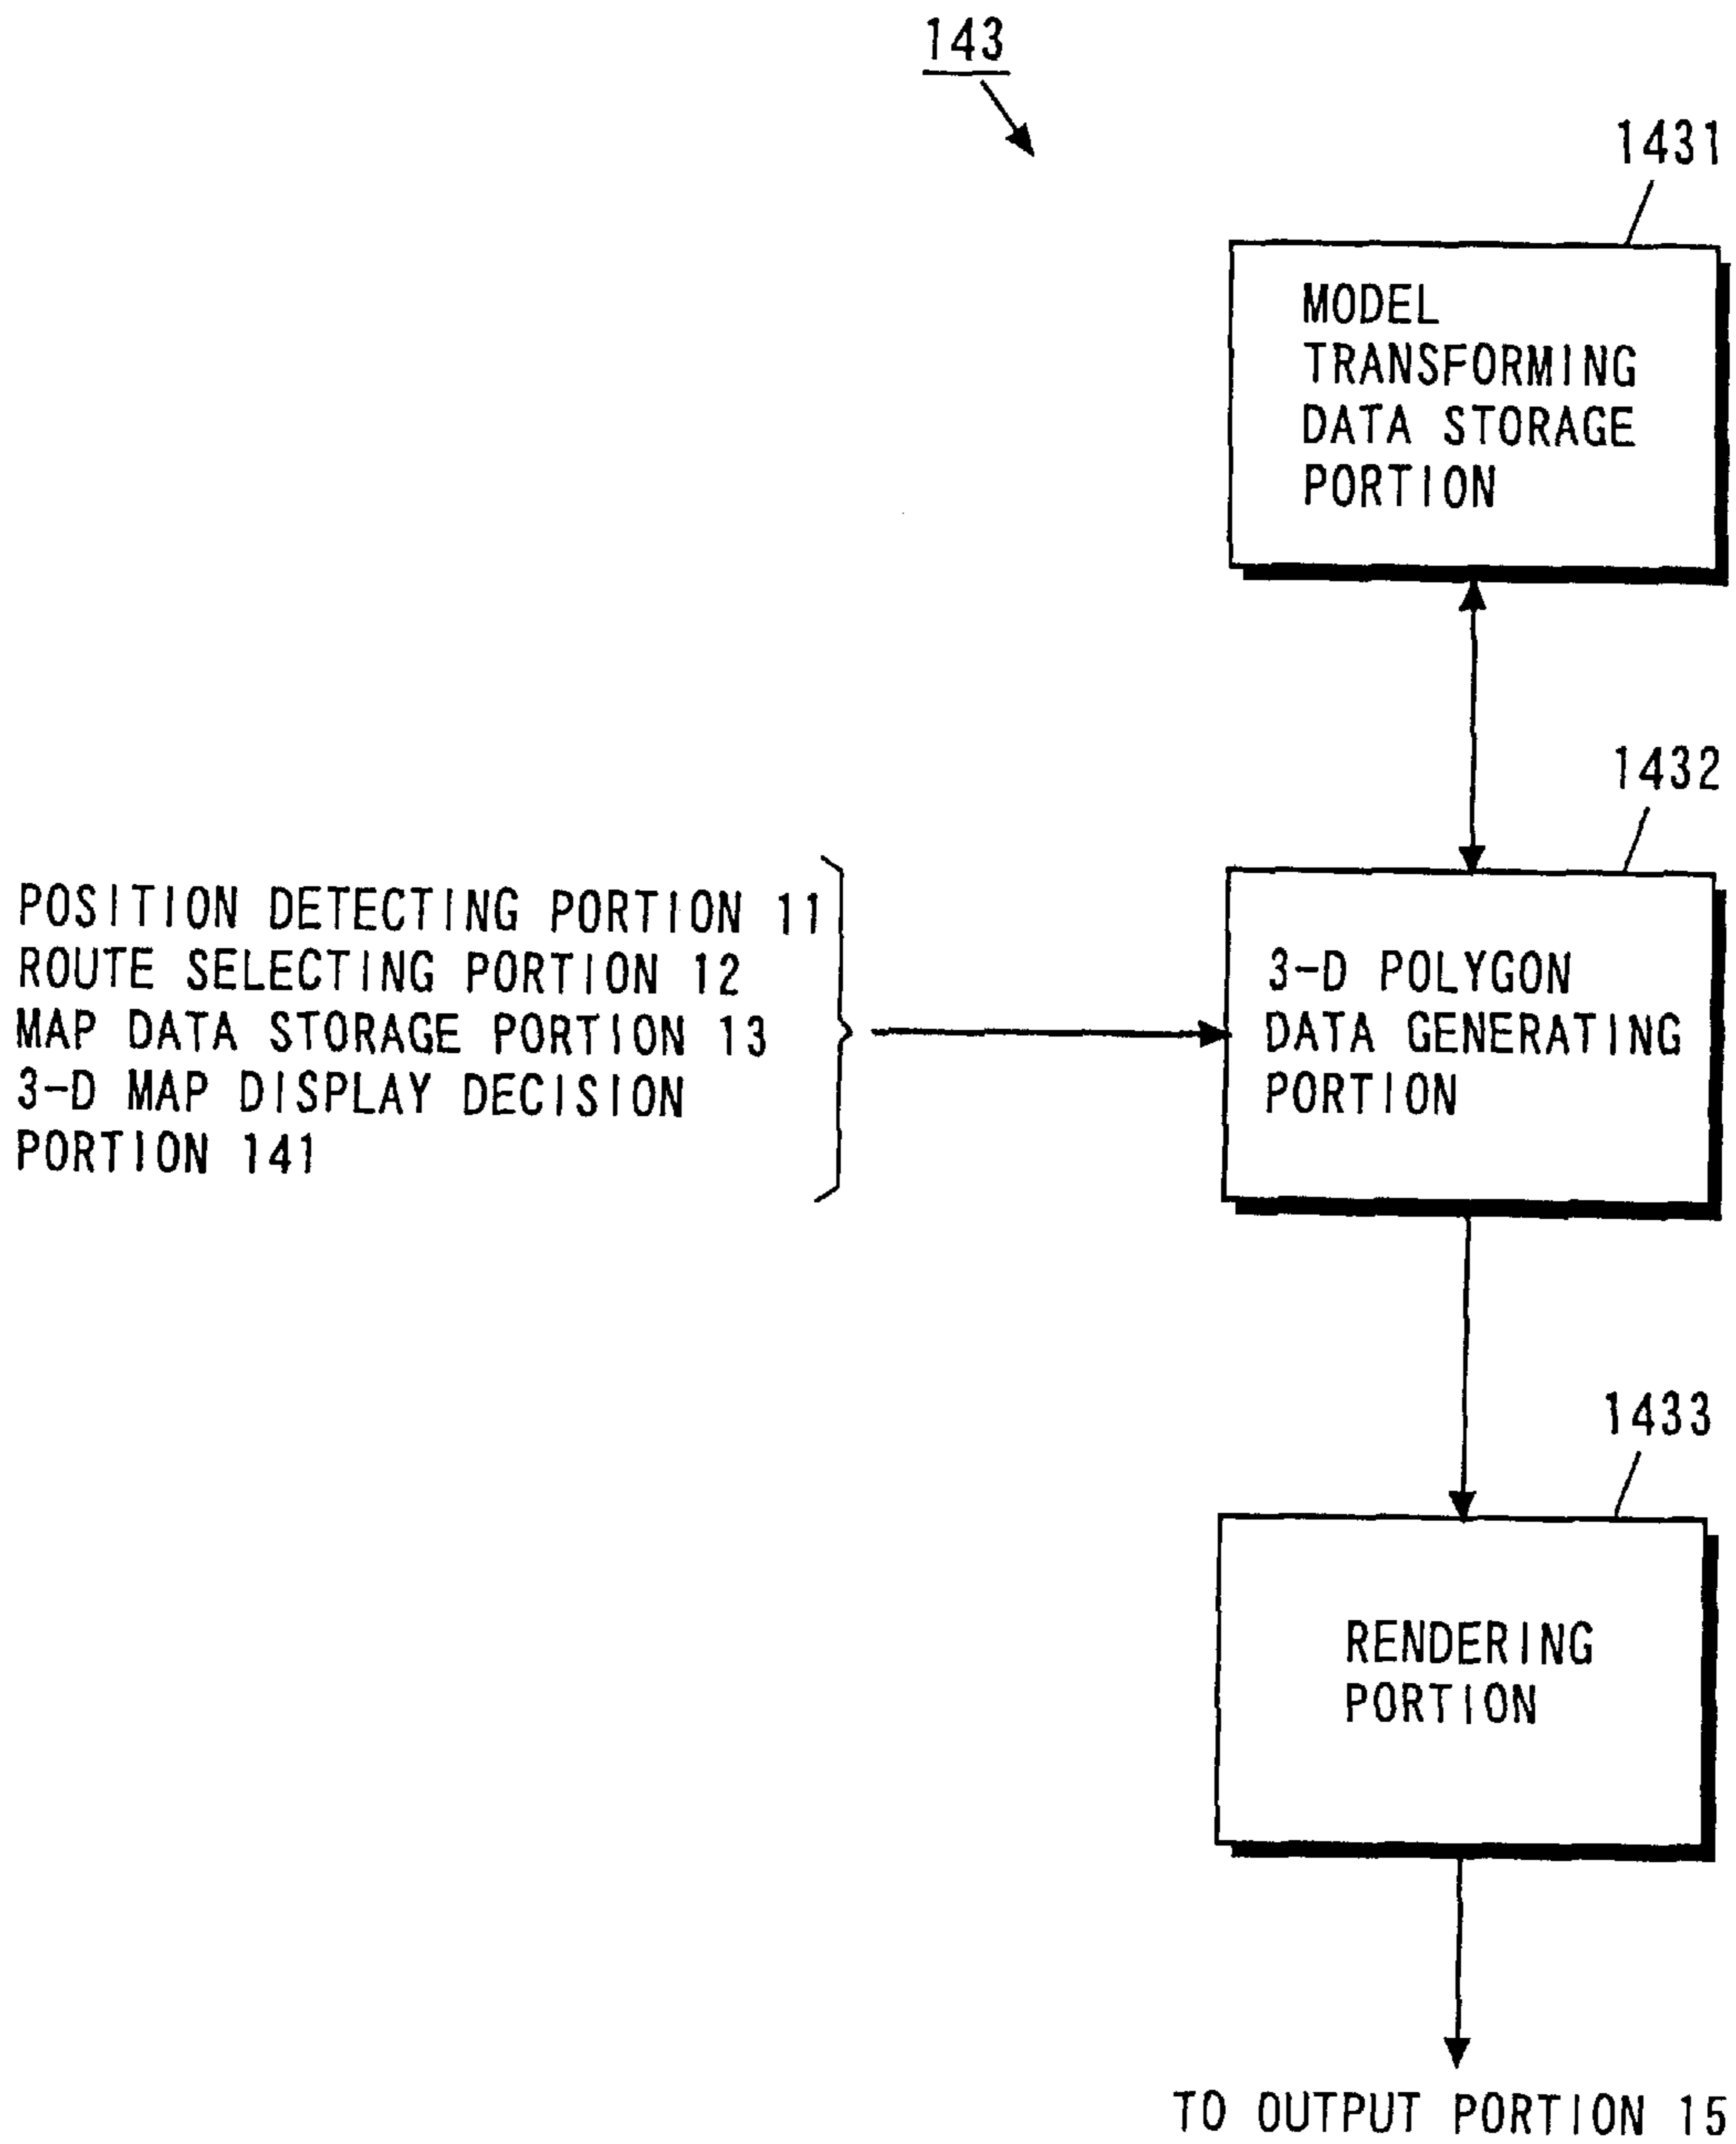 143
1431
MODEL
TRANSFORMING
DATA STORAGE
PORTION
1432
POSITION DETECTING PORTION 11
ROUTE SELECTING PORTION 12
MAP DATA STORAGE PORTION 13
3-D MAP DISPLAY DECISION
PORTION 141
3-D POLYGON
DATA GENERATING
PORTION
1433
RENDERING
PORTION
TO OUTPUT PORTION 15